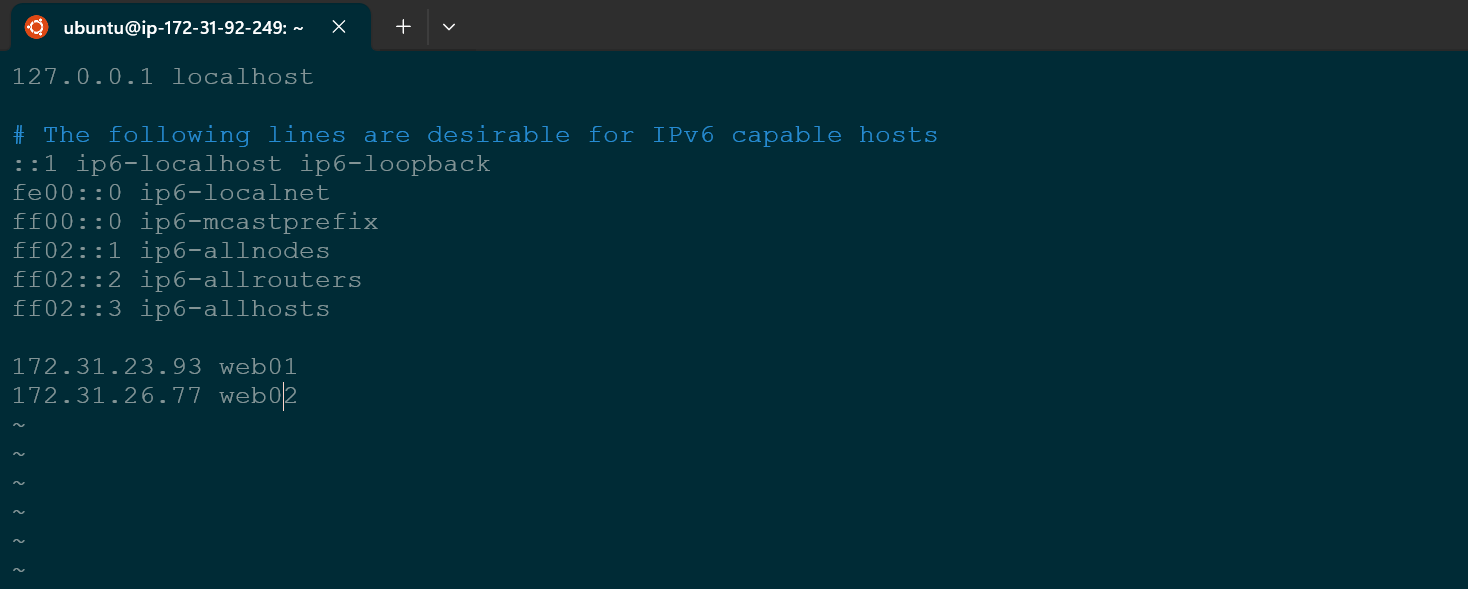 ubuntu@ip-172-31-92-249: ~
127.0.0.1 localhost
# The following lines are desirable for IPv6 capable hosts
::1 ip6-localhost ip6-loopback
fe00::0 ip6-localnet
ff00::0 ip6-mcastprefix
ff02::1 ip6-allnodes
ff02::2 ip6-allrouters
ff02::3 ip6-allhosts
172.31.23.93 web01
172.31.26.77 web02
~
~
~
~
~
~